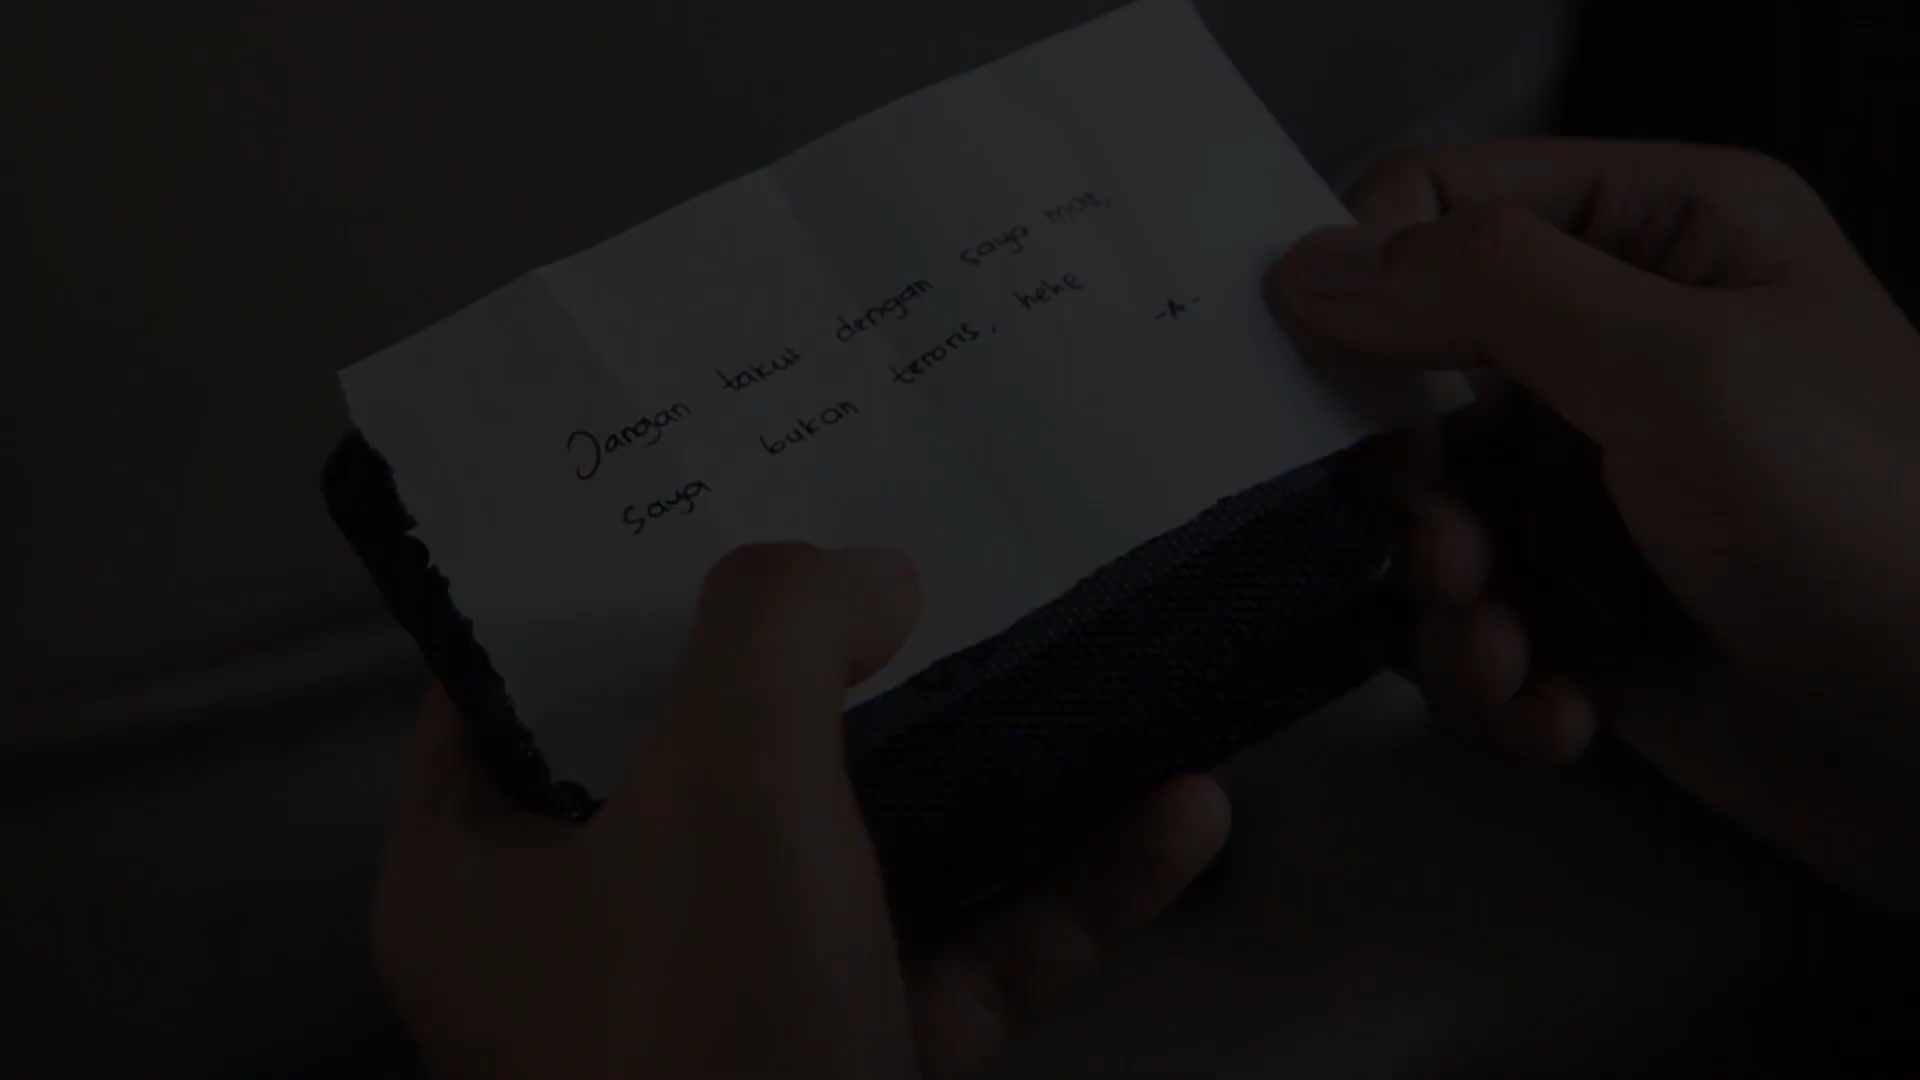 Jangan takut dengan saya mas,
saya bukan teroris, hehe
-A-